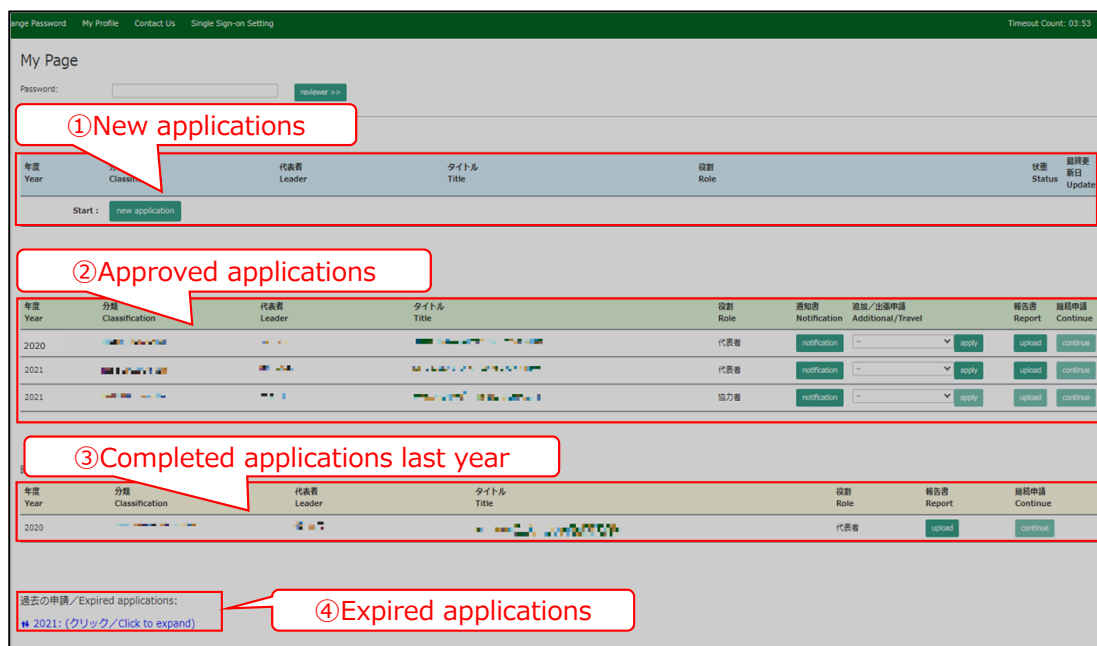 ange Password My Profile Contact Us Single Sign-on Setting Timeout Count: 03:53
My Page
Password: reviewer >>
①New applications
年度 代表者 タイトル 役割 状態 最終更新日
Year Leader Title Role Status Update
Start : new application
②Approved applications
年度 分類 代表者 タイトル 役割 通知書 追加/出張申請 報告書 継続申請
Year Classification Leader Title Role Notification Additional/Travel Report Continue
2020 代表者 notification - apply upload continue
2021 代表者 notification - apply upload continue
2021 協力者 notification - apply upload continue
③Completed applications last year
年度 分類 代表者 タイトル 役割 報告書 継続申請
Year Classification Leader Title Role Report Continue
2020 代表者 upload continue
過去の申請/Expired applications:
④Expired applications
2021: (クリック/Click to expand)